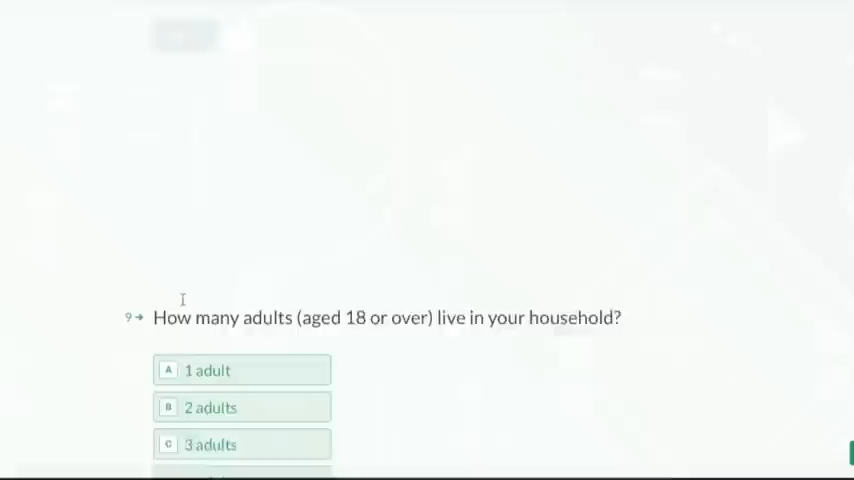 9→ How many adults (aged 18 or over) live in your household?
A 1 adult
B 2 adults
C 3 adults